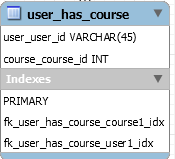 user_has_course
user_user_id VARCHAR(45)
course_course_id INT
Indexes
PRIMARY
fk_user_has_course_course1_idx
fk_user_has_course_user1_idx